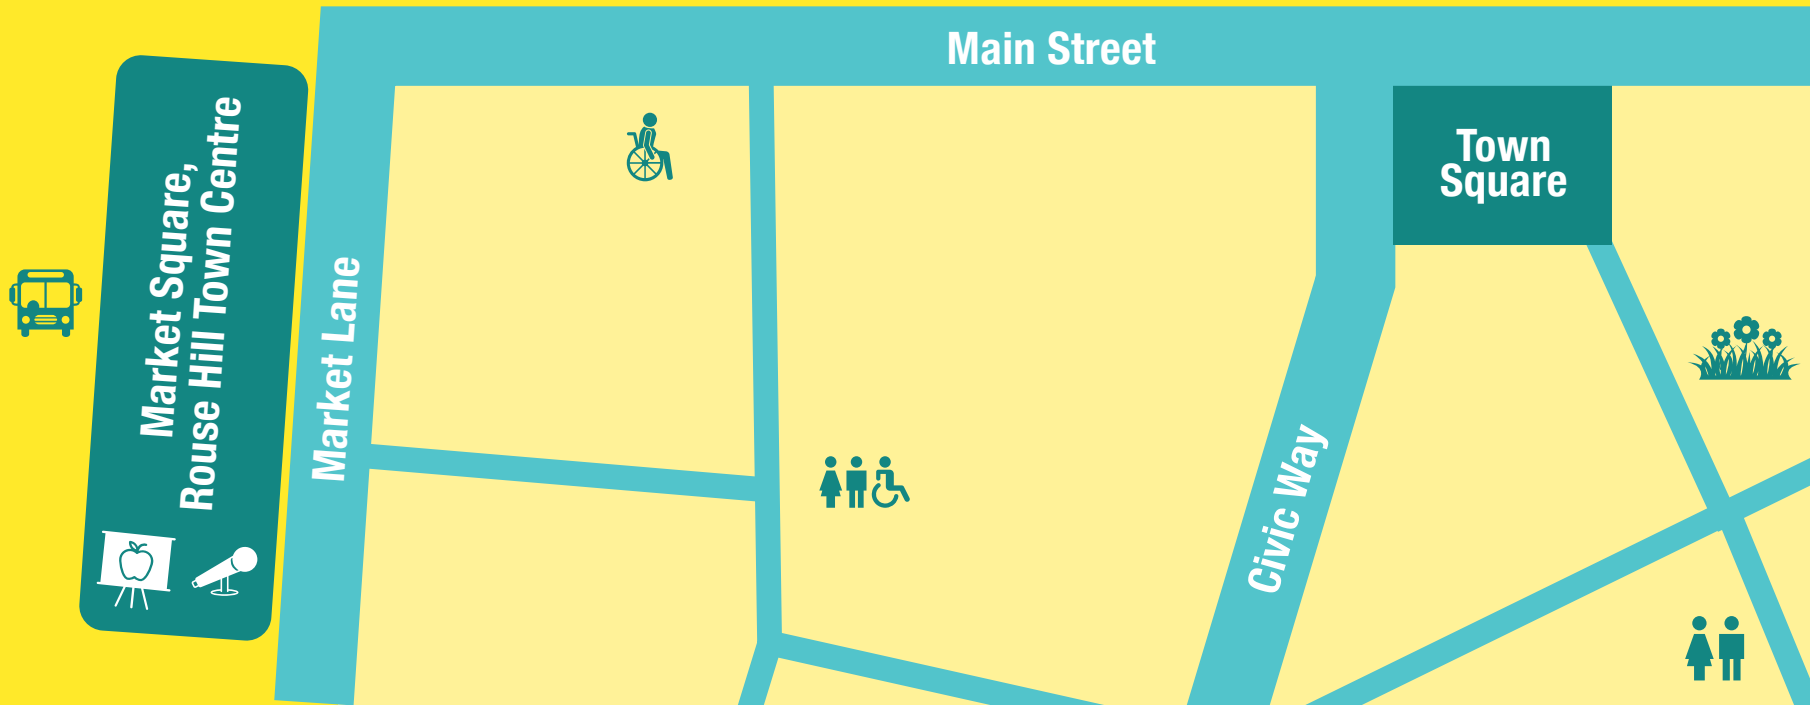 Main Street
Town
Square
Market Square,
Rouse Hill Town Centre
Market Lane
Civic Way